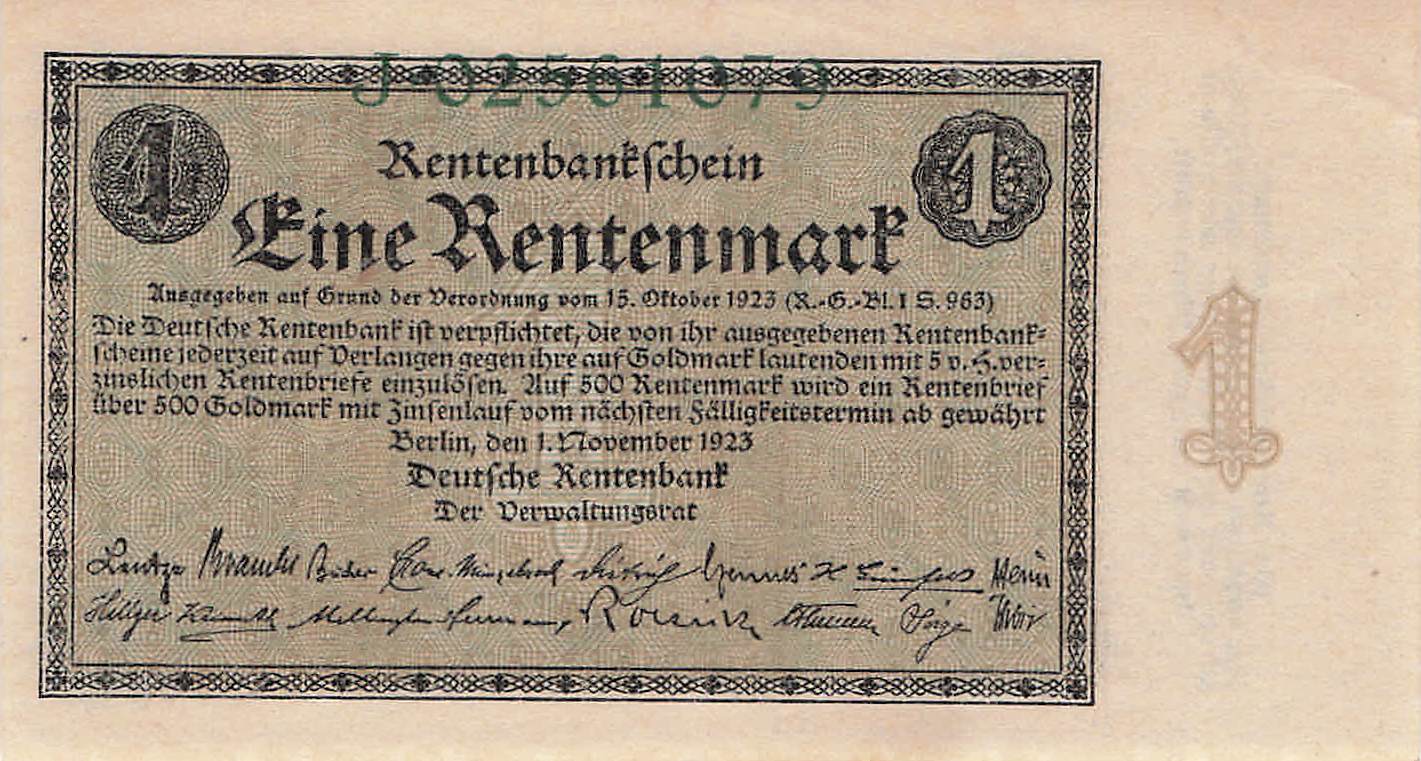 J·02561079
1
1
Rentenbankschein
Eine Rentenmark
Ausgegeben auf Grund der Verordnung vom 15. Oktober 1923 (R.-G.-Bl. I S. 963)
Die Deutsche Rentenbank ist verpflichtet, die von ihr ausgegebenen Rentenbank-
scheine jederzeit auf Verlangen gegen ihre auf Goldmark lautenden mit 5 v. H. ver-
zinslichen Rentenbriefe einzulösen. Auf 500 Rentenmark wird ein Rentenbrief
über 500 Goldmark mit Zinsenlauf vom nächsten Fälligkeitstermin ab gewährt
Berlin, den 1. November 1923
Deutsche Rentenbank
Der Verwaltungsrat
1